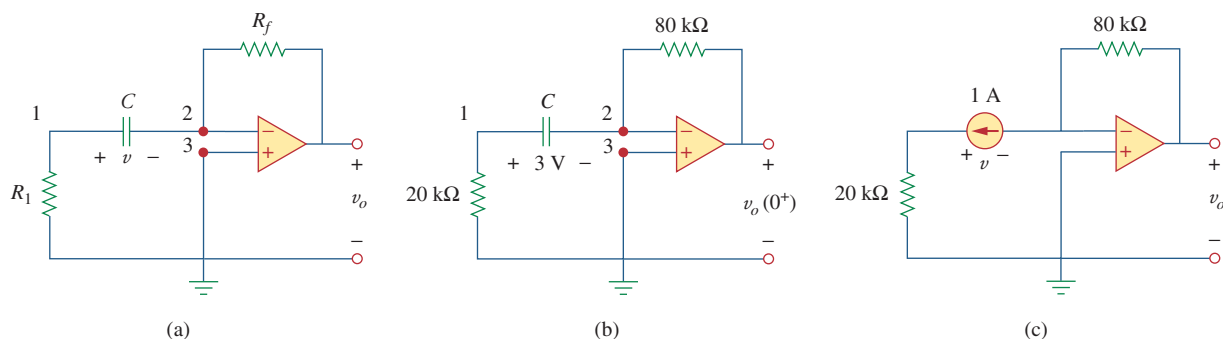 R_f
1
C
2
3
+ v −
−
+
R_1
+
v_o
−
(a)
80 kΩ
1
C
2
3
+ 3 V −
−
+
20 kΩ
+
v_o (0^+)
−
(b)
80 kΩ
1 A
+ v −
−
+
20 kΩ
+
v_o
−
(c)